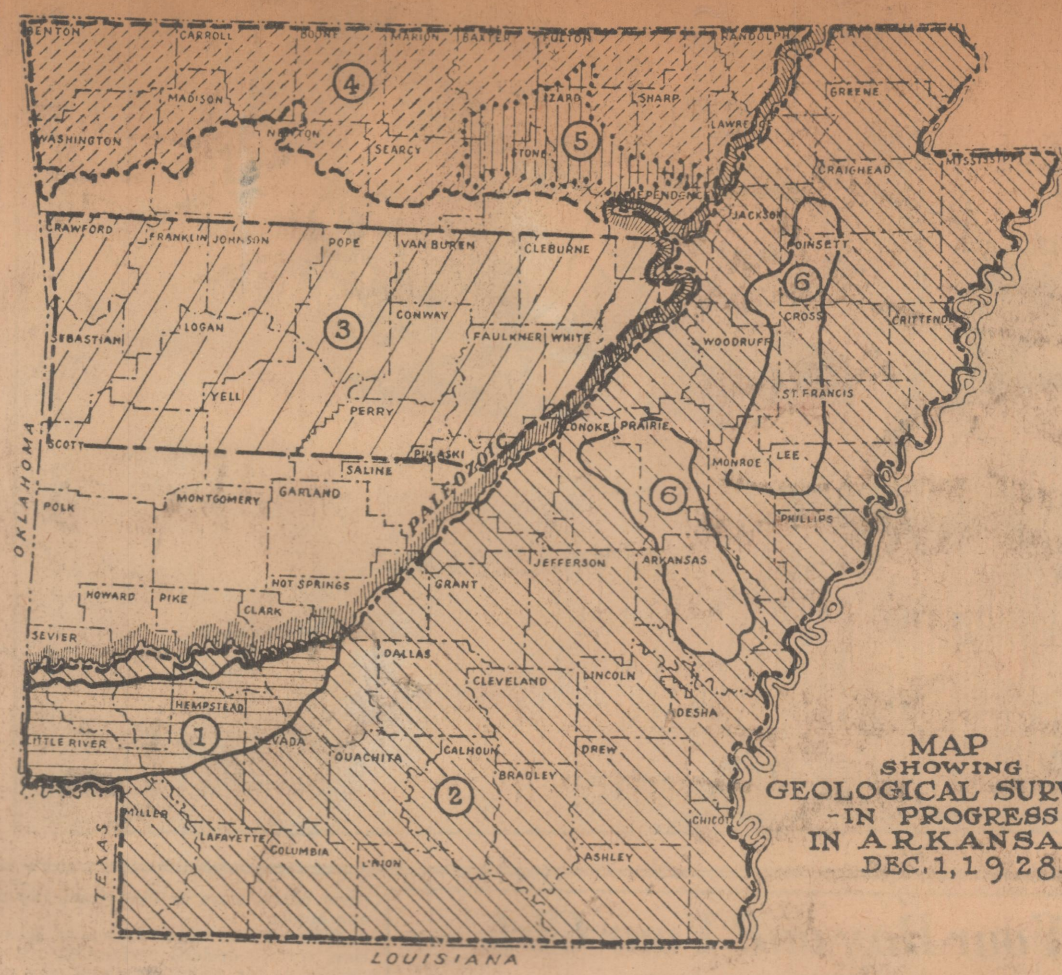 BENTON
CARROLL
BOONE
MARION
BAXTER
FULTON
RANDOLPH
CLAY
MADISON
④
IZARD
SHARP
GREENE
WASHINGTON
NEWTON
SEARCY
STONE
⑤
LAWRENCE
MISSISSIPPI
CRAIGHEAD
INDEPENDENCE
JACKSON
CRAWFORD
FRANKLIN
JOHNSON
POPE
VAN BUREN
CLEBURNE
POINSETT
⑥
SEBASTIAN
LOGAN
③
CONWAY
FAULKNER
WHITE
WOODRUFF
CROSS
CRITTENDEN
YELL
PERRY
ST. FRANCIS
SCOTT
PULASKI
LONOKE
PRAIRIE
MONROE
LEE
OKLAHOMA
SALINE
PALEOZOIC
POLK
MONTGOMERY
GARLAND
⑥
PHILLIPS
HOT SPRINGS
GRANT
JEFFERSON
ARKANSAS
HOWARD
PIKE
CLARK
SEVIER
DALLAS
CLEVELAND
LINCOLN
DESHA
HEMPSTEAD
LITTLE RIVER
①
NEVADA
OUACHITA
CALHOUN
BRADLEY
DREW
②
MILLER
LAFAYETTE
COLUMBIA
UNION
ASHLEY
CHICOT
TEXAS
LOUISIANA
MAP
SHOWING
GEOLOGICAL SURV
-IN PROGRESS
IN ARKANSA
DEC. 1, 1928.